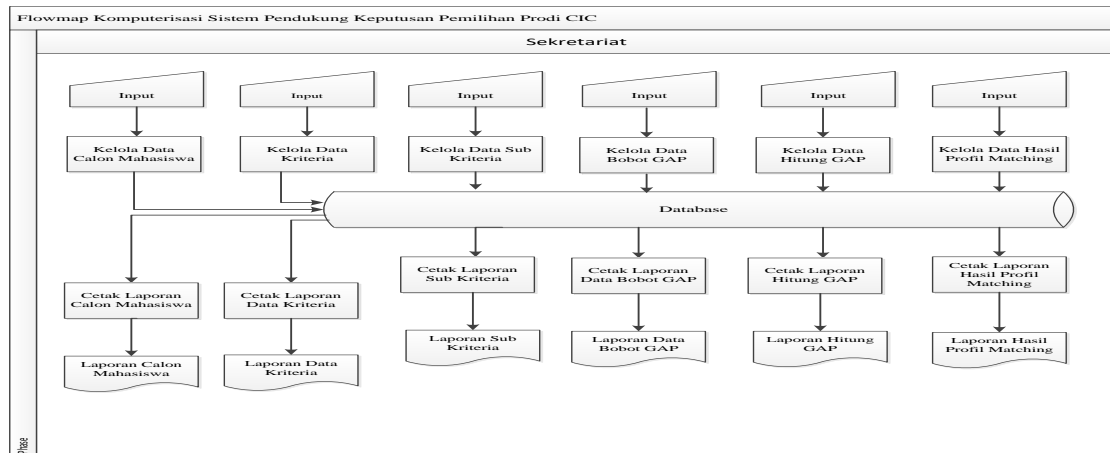 Flowmap Komputerisasi Sistem Pendukung Keputusan Pemilihan Prodi CIC
Sekretariat
Input
Input
Input
Input
Input
Input
Kelola Data
Calon Mahasiswa
Kelola Data
Kriteria
Kelola Data Sub
Kriteria
Kelola Data
Bobot GAP
Kelola Data
Hitung GAP
Kelola Data Hasil
Profil Matching
Database
Cetak Laporan
Calon Mahasiswa
Cetak Laporan
Data Kriteria
Cetak Laporan
Sub Kriteria
Cetak Laporan
Data Bobot GAP
Cetak Laporan
Hitung GAP
Cetak Laporan
Hasil Profil
Matching
Laporan Calon
Mahasiswa
Laporan Data
Kriteria
Laporan Sub
Kriteria
Laporan Data
Bobot GAP
Laporan Hitung
GAP
Laporan Hasil
Profil Matching
Phase